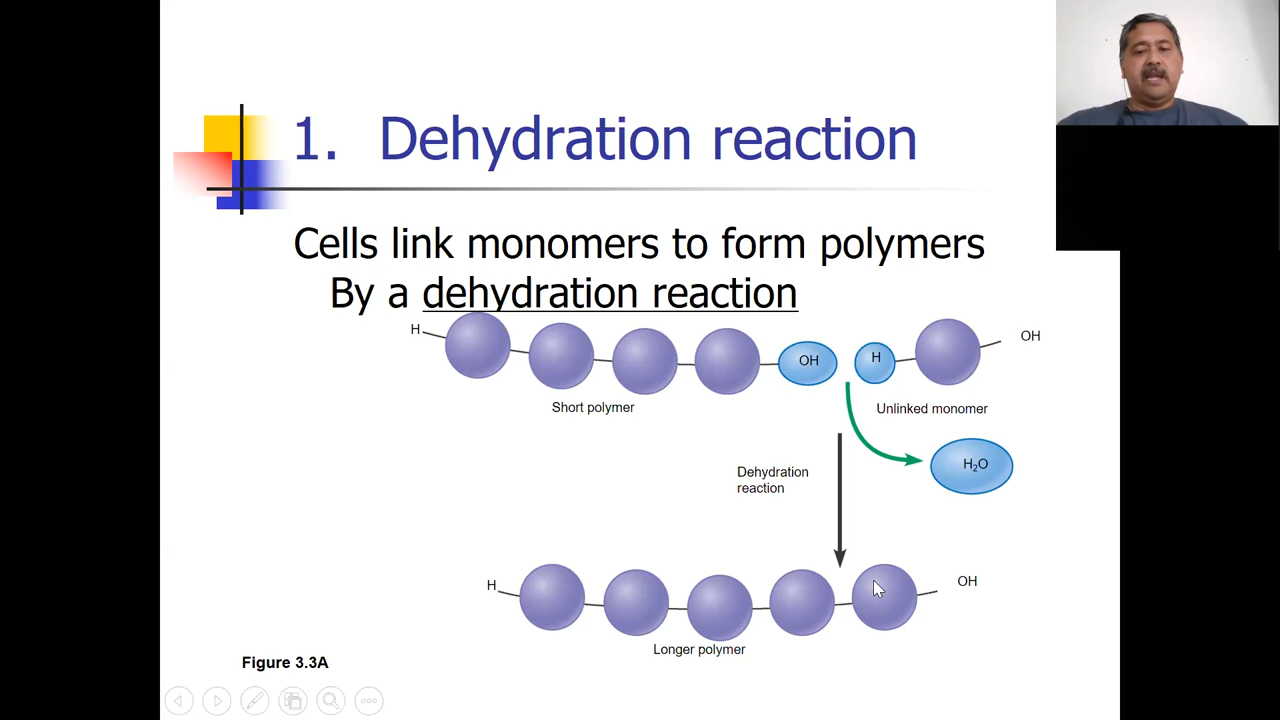 1. Dehydration reaction
Cells link monomers to form polymers
By a dehydration reaction
H
OH
H
OH
Short polymer
Unlinked monomer
Dehydration
reaction
H₂O
H
OH
Longer polymer
Figure 3.3A